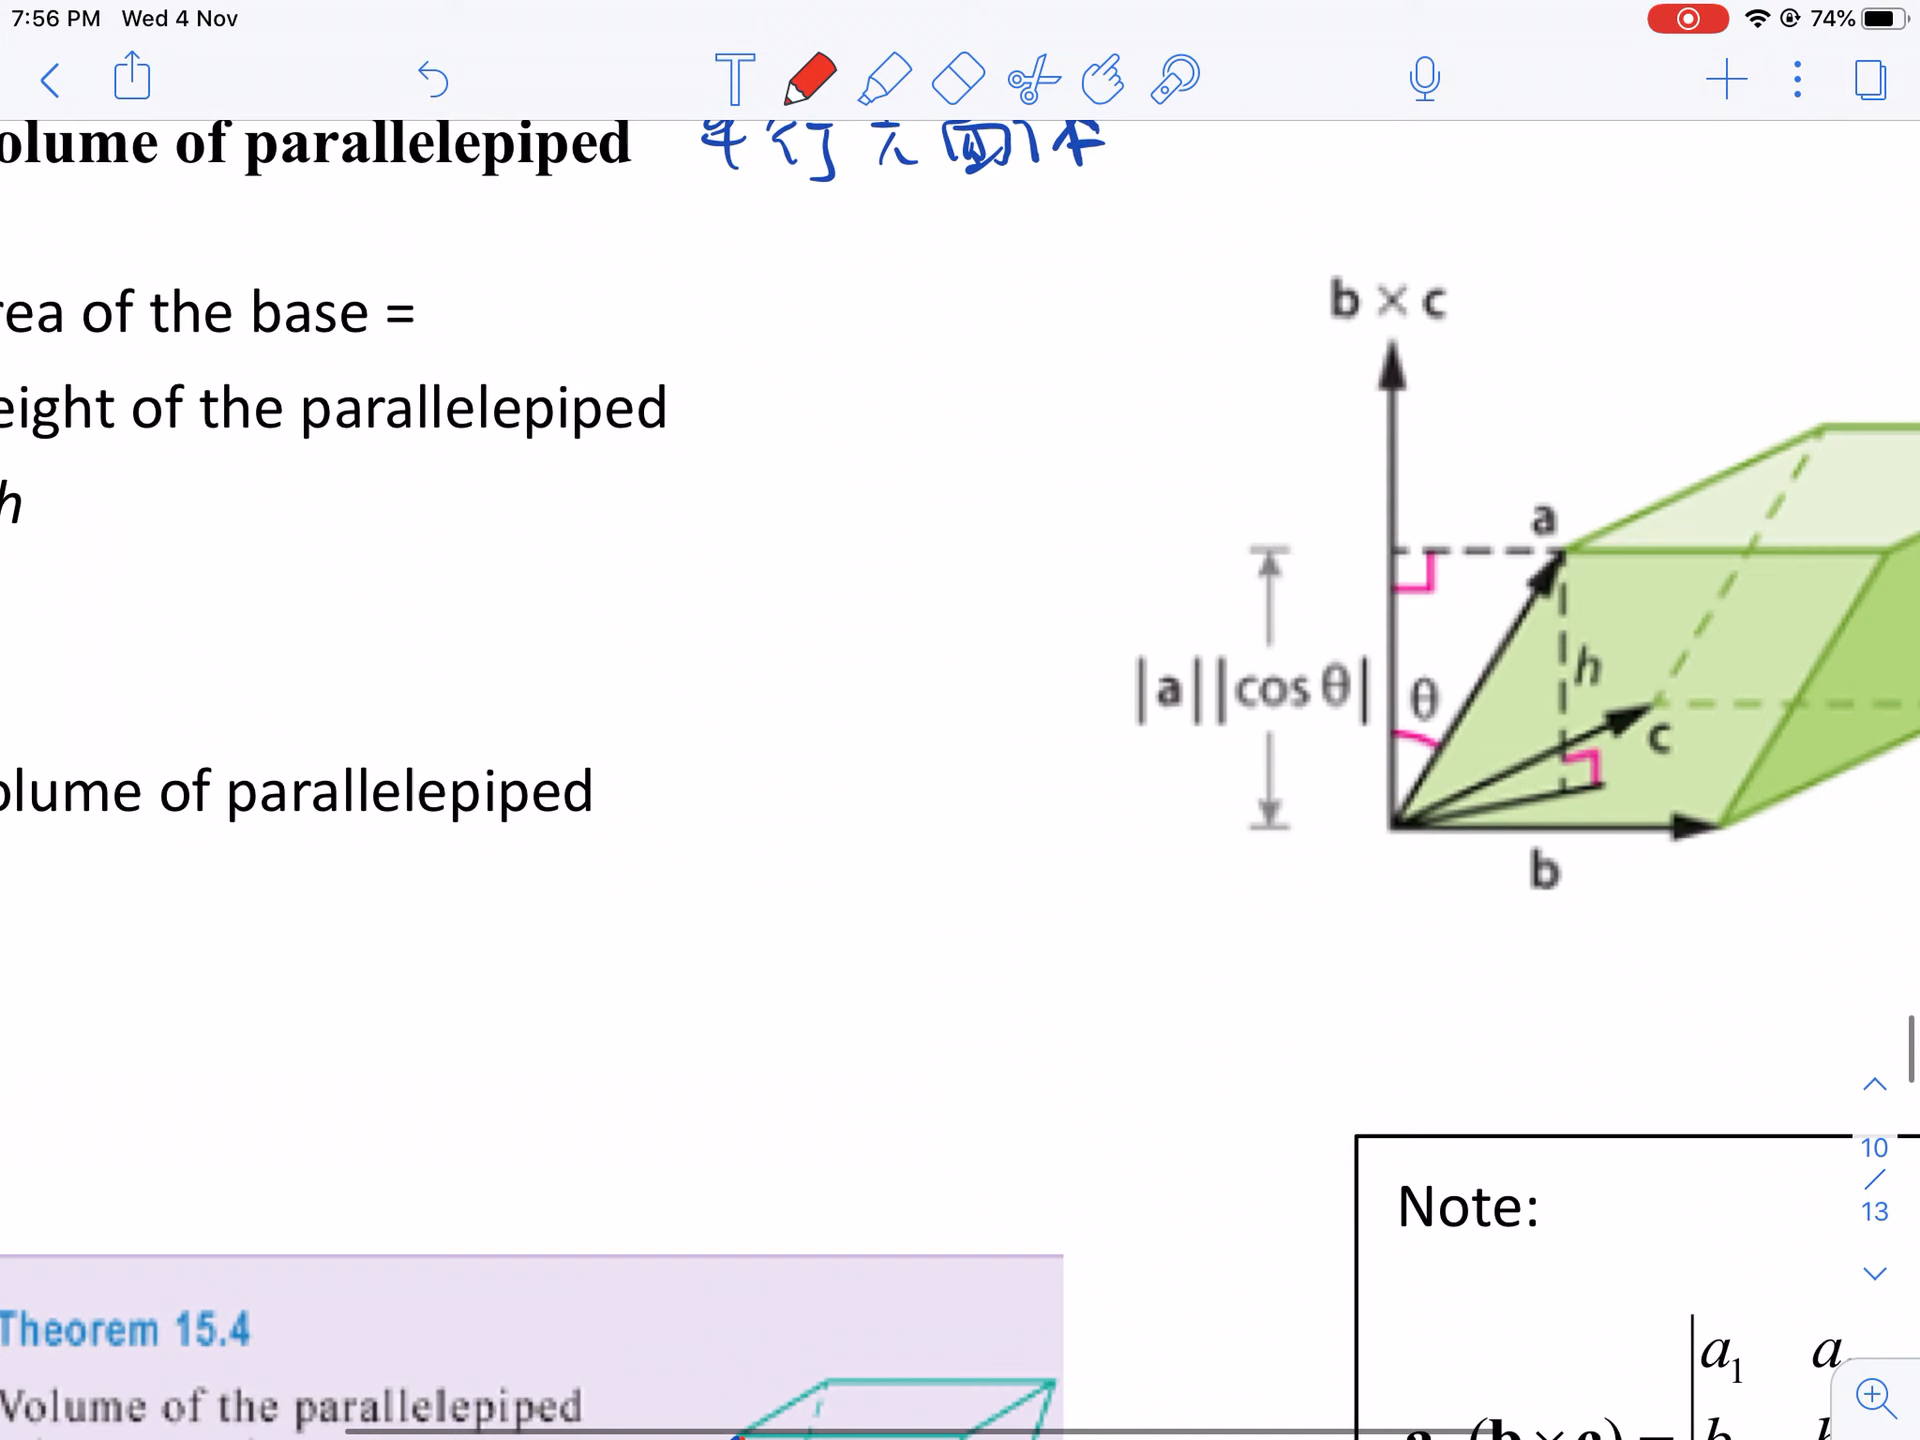 7:56 PM Wed 4 Nov 74%
olume of parallelepiped 平行六面体
rea of the base =
eight of the parallelepiped
h
olume of parallelepiped
b × c
a
|a||cos θ|
θ
h
c
b
10
/
13
Note:
a₁ a
a (b × c) =
Theorem 15.4
Volume of the parallelepiped